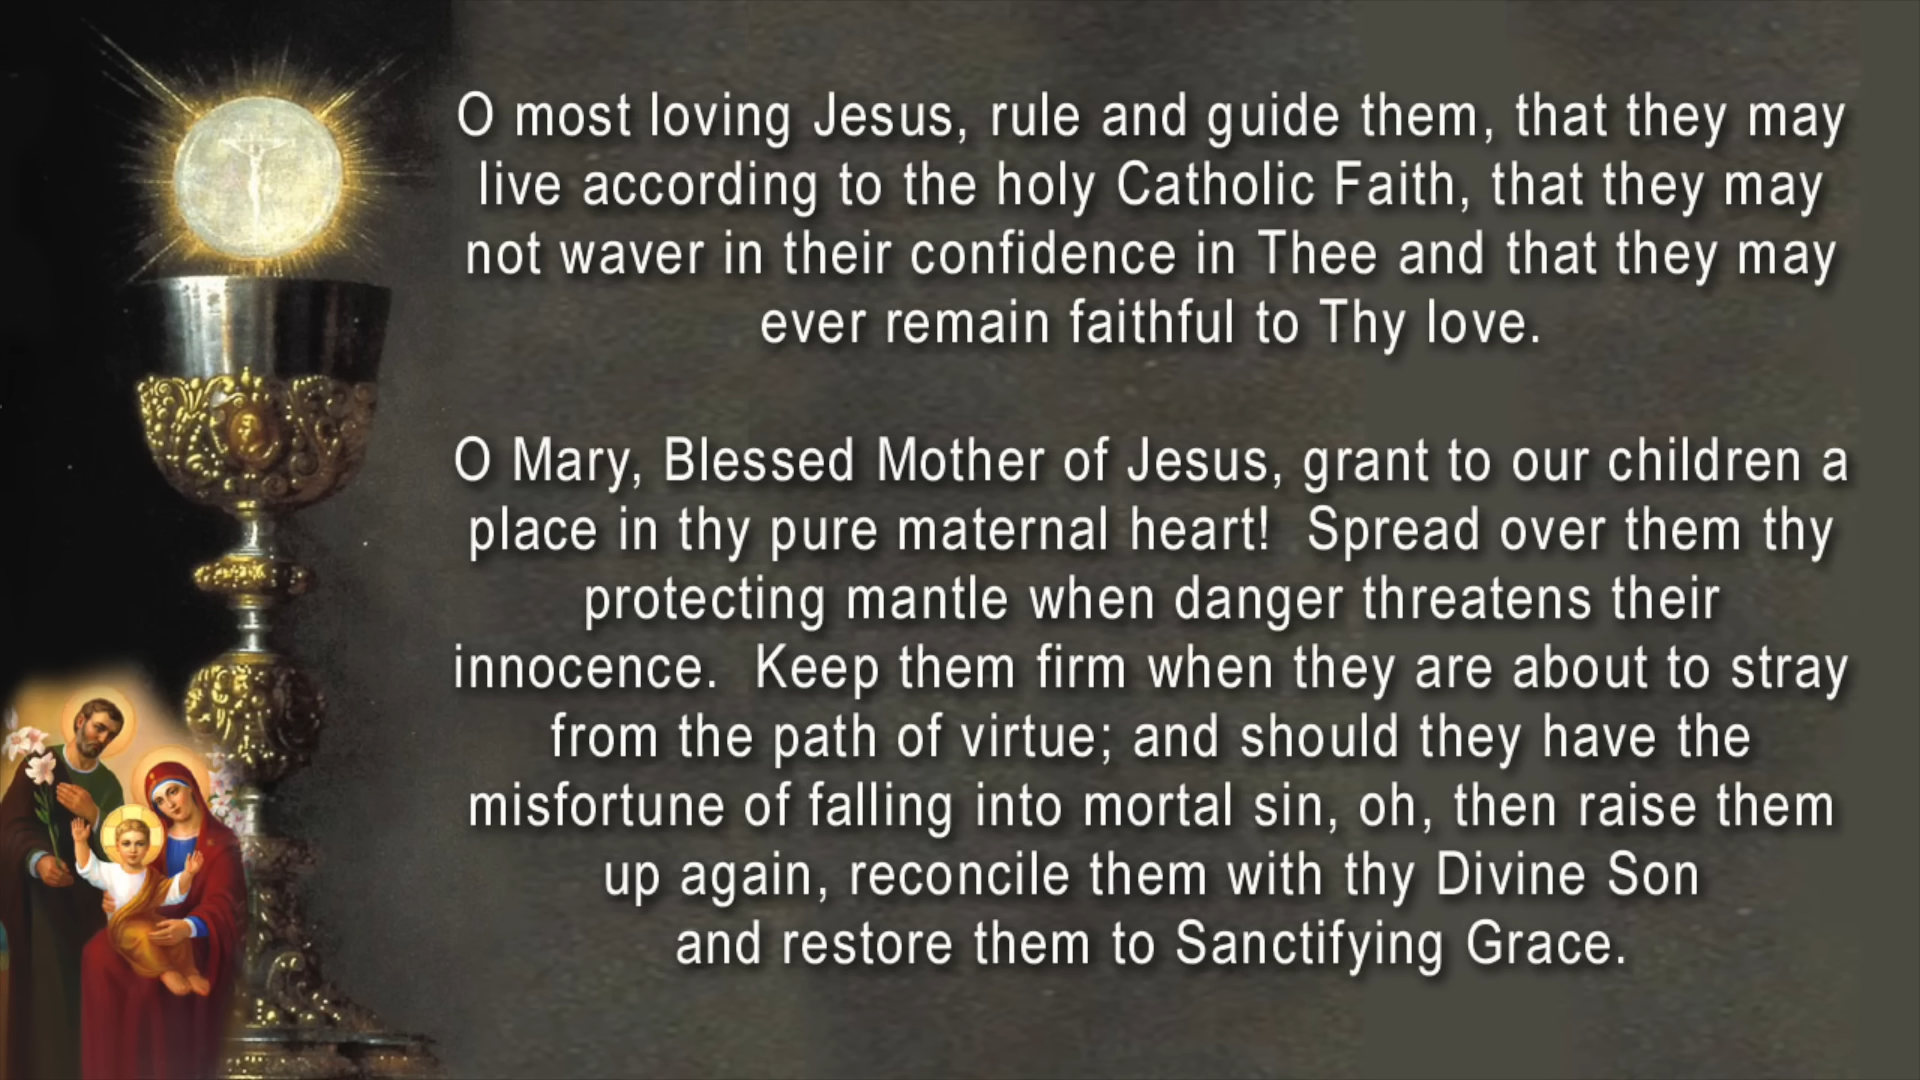 O most loving Jesus, rule and guide them, that they may
live according to the holy Catholic Faith, that they may
not waver in their confidence in Thee and that they may
ever remain faithful to Thy love.
O Mary, Blessed Mother of Jesus, grant to our children a
place in thy pure maternal heart!  Spread over them thy
protecting mantle when danger threatens their
innocence.  Keep them firm when they are about to stray
from the path of virtue; and should they have the
misfortune of falling into mortal sin, oh, then raise them
up again, reconcile them with thy Divine Son
and restore them to Sanctifying Grace.